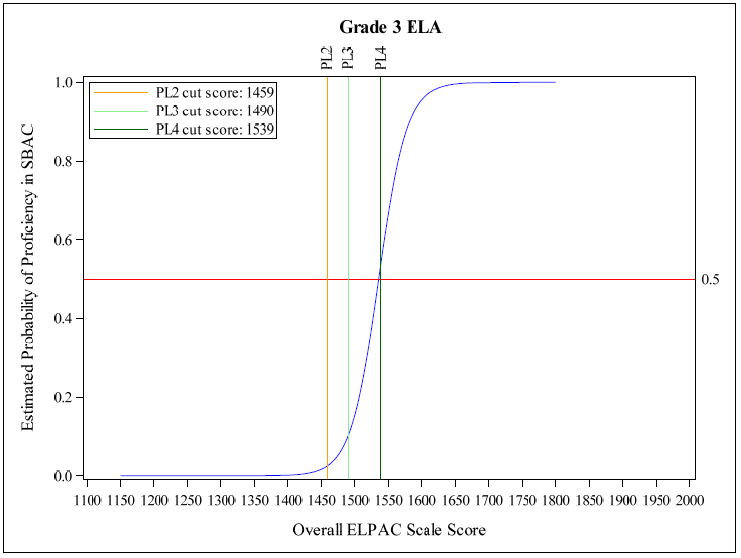 Grade 3 ELA
PL2
PL3
PL4
PL2 cut score: 1459
PL3 cut score: 1490
PL4 cut score: 1539
Estimated Probability of Proficiency in SBAC
1.0
0.8
0.6
0.4
0.2
0.0
0.5
1100 1150 1200 1250 1300 1350 1400 1450 1500 1550 1600 1650 1700 1750 1800 1850 1900 1950 2000
Overall ELPAC Scale Score